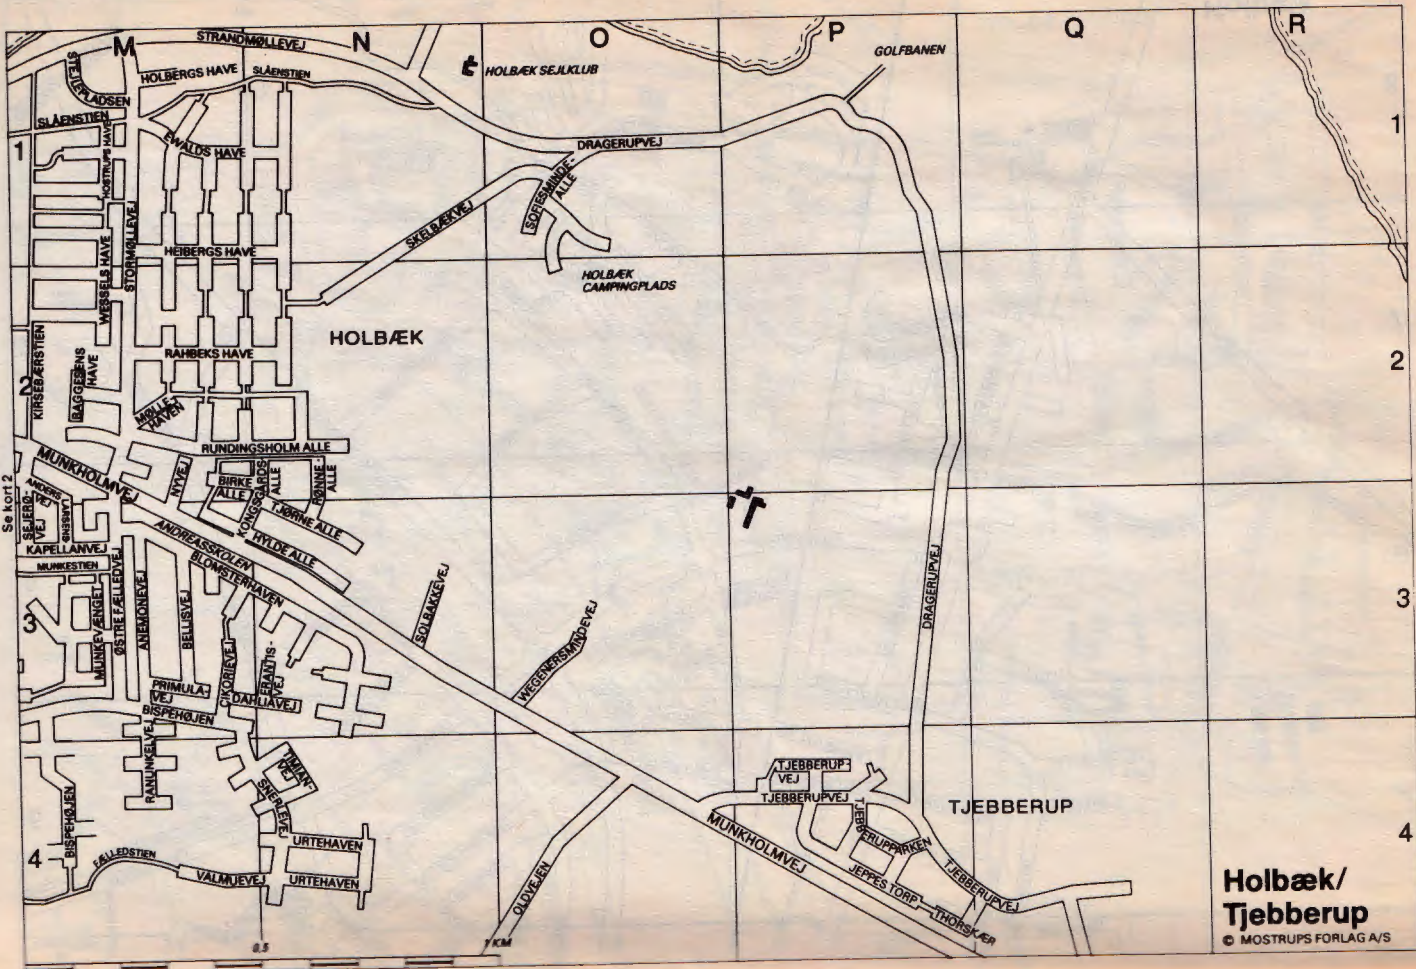 M
N
O
P
Q
R
STRANDMØLLEVEJ
GOLFBANEN
HOLBÆK SEJLKLUB
STEJLEPLADSEN
HOLBERGS HAVE
SLÅENSTIEN
SLÅENSTIEN
1
1
HOSTRUPS HAVE
EWALDS HAVE
DRAGERUPVEJ
SOFIESMINDE-
ALLE
SKELBÆKVEJ
HEIBERGS HAVE
WESSELS HAVE
STORMØLLEVEJ
HOLBÆK
CAMPINGPLADS
HOLBÆK
RAHBEKS HAVE
KIRSEBÆRSTIEN
2
2
BAGGESENS
HAVE
MØLLE-
HAVEN
RUNDINGSHOLM ALLE
MUNKHOLMVEJ
Se kort 2
NYVEJ
BIRKE
ALLE
KONGSGÅRDS
ALLE
RØNNE-
ALLE
TJØRNE ALLE
HYLDE ALLE
ANDERS
LARSENS
VEJ
SEJERØ-
VEJ
KAPELLANVEJ
MUNKESTIEN
ANDREASSKOLEN
BLOMSTERHAVEN
3
3
MUNKEVÆNGET
ØSTRE FÆLLEDVEJ
ANEMONEVEJ
BELLISVEJ
CIKORIEVEJ
ERANTIS-
VEJ
SOLBAKKEVEJ
WEGENERSMINDEVEJ
DRAGERUPVEJ
PRIMULA-
VEJ
DAHLIAVEJ
BISPEHØJEN
RANUNKELVEJ
TIMIAN-
VEJ
SNERLEVEJ
BISPEHØJEN
4
4
FÆLLEDSTIEN
VALMUEVEJ
URTEHAVEN
URTEHAVEN
OLDVEJEN
TJEBBERUP-
VEJ
TJEBBERUPVEJ
TJEBBERUPPARKEN
TJEBBERUP
MUNKHOLMVEJ
JEPPES TORP
THORSKÆR
TJEBBERUPVEJ
0.5
1 KM
Holbæk/
Tjebberup
© MOSTRUPS FORLAG A/S